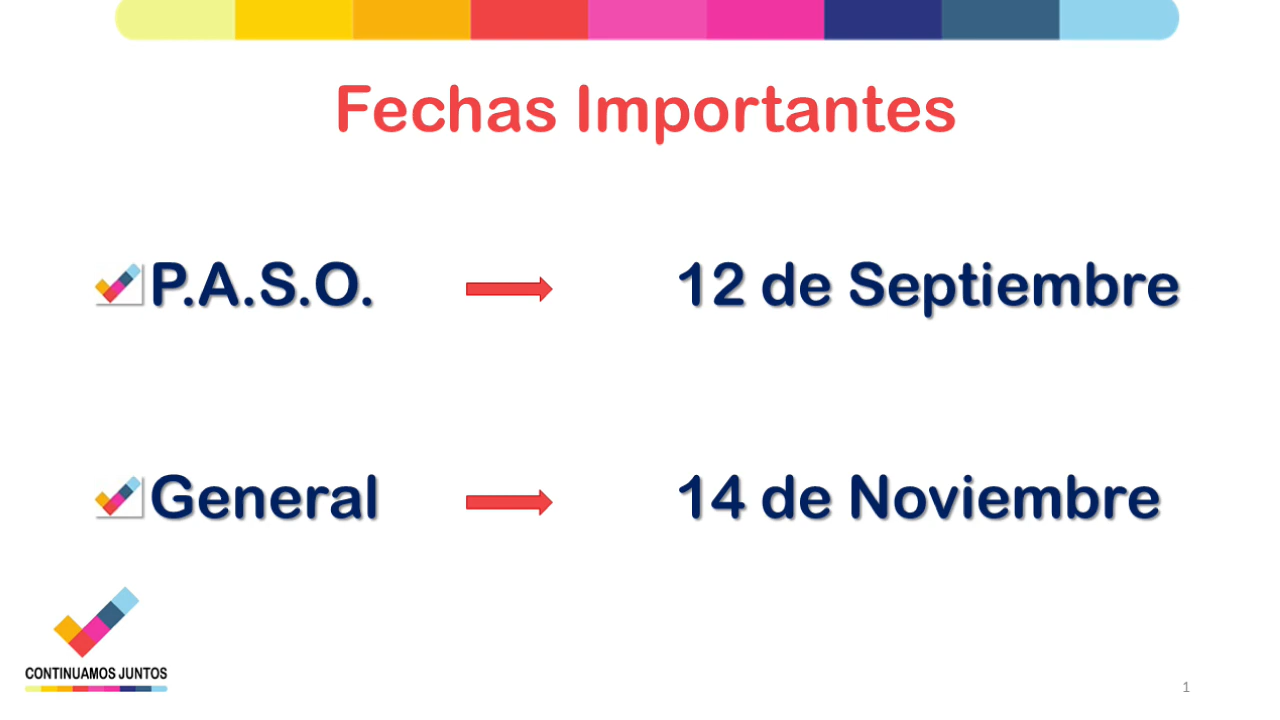 Fechas Importantes
P.A.S.O. 12 de Septiembre
General 14 de Noviembre
CONTINUAMOS JUNTOS
1